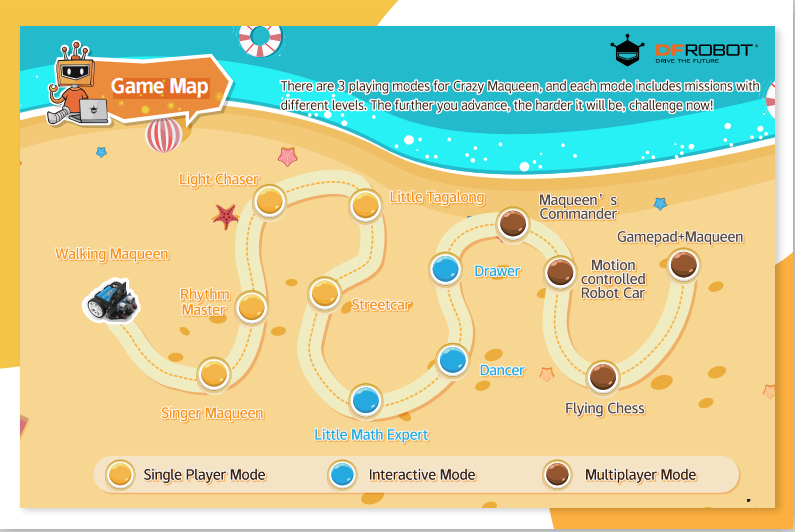 DFROBOT
DRIVE THE FUTURE
Game Map
There are 3 playing modes for Crazy Maqueen, and each mode includes missions with
different levels. The further you advance, the harder it will be, challenge now!
Light Chaser
Little Tagalong
Maqueen's
Commander
Gamepad+Maqueen
Walking Maqueen
Drawer
Motion
controlled
Robot Car
Rhythm
Master
Streetcar
Dancer
Singer Maqueen
Flying Chess
Little Math Expert
Single Player Mode
Interactive Mode
Multiplayer Mode